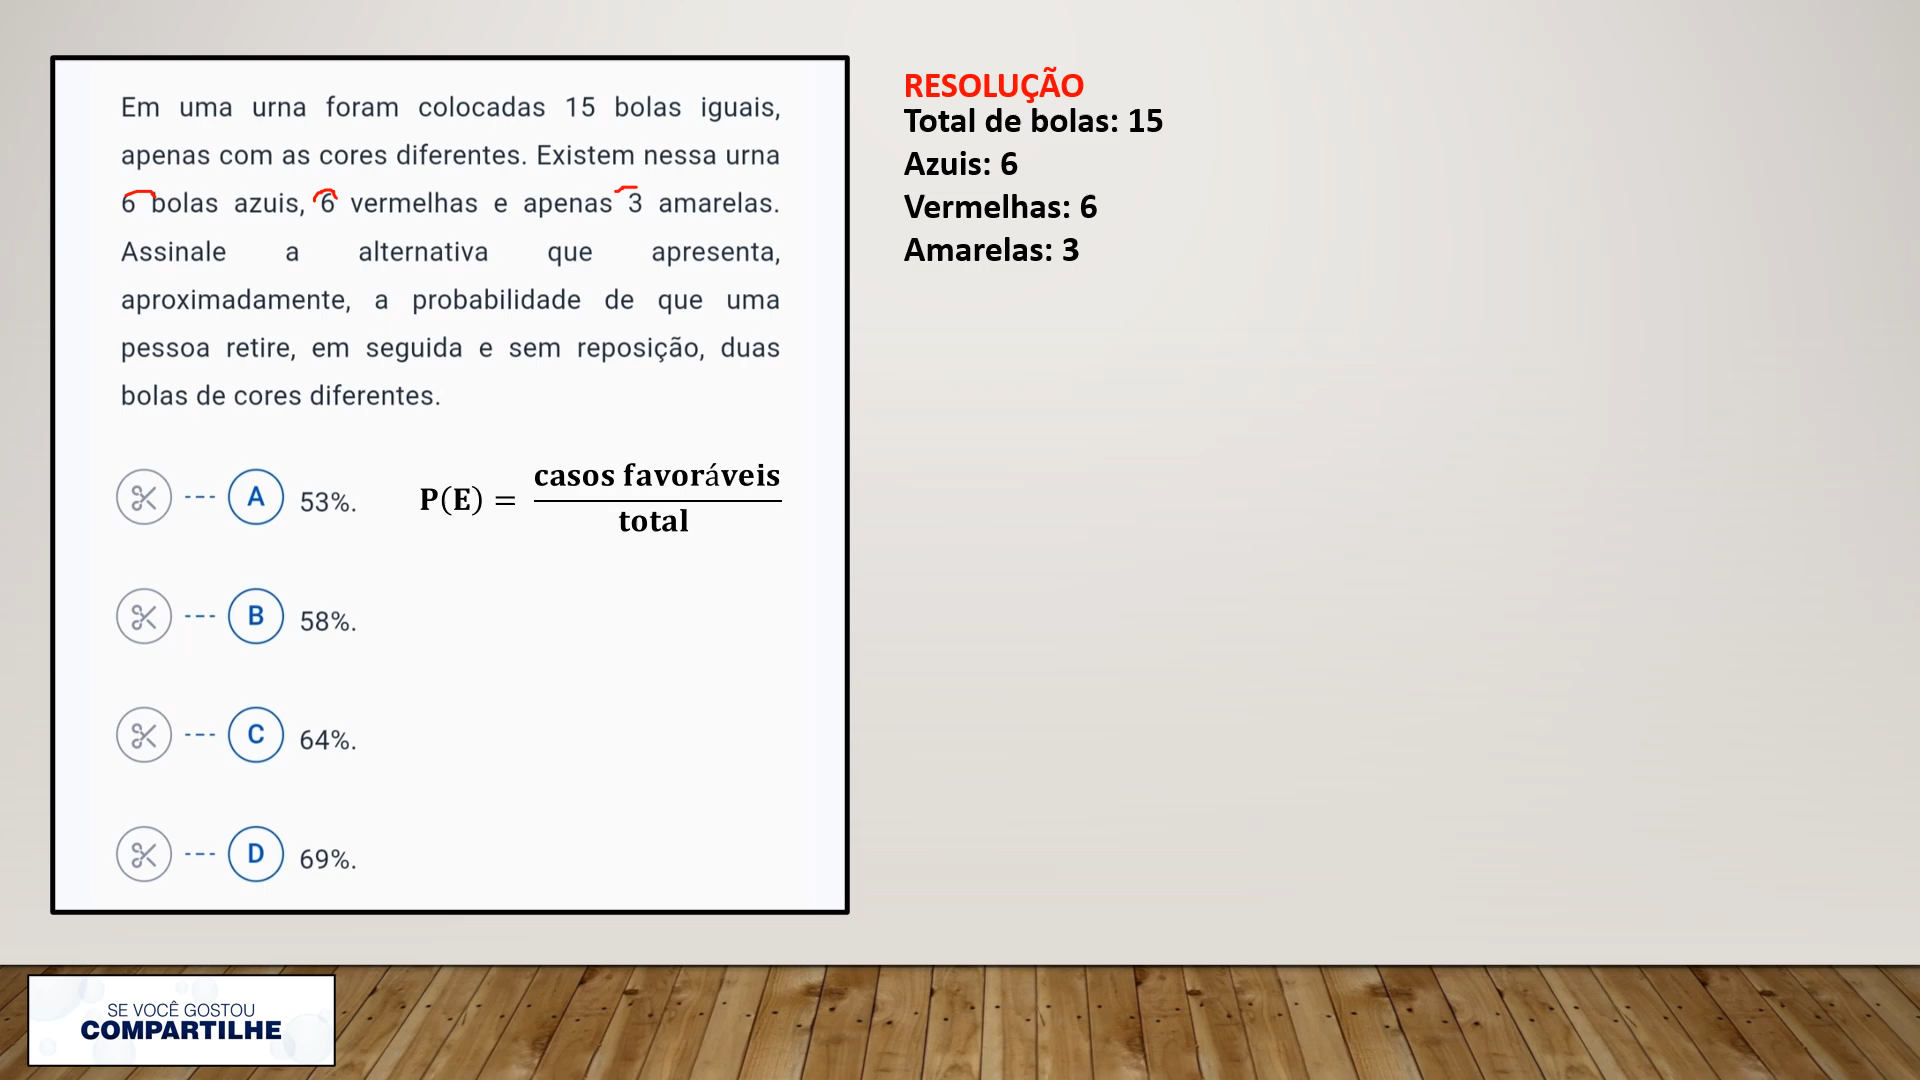 Em uma urna foram colocadas 15 bolas iguais,
apenas com as cores diferentes. Existem nessa urna
6 bolas azuis, 6 vermelhas e apenas 3 amarelas.
Assinale a alternativa que apresenta,
aproximadamente, a probabilidade de que uma
pessoa retire, em seguida e sem reposição, duas
bolas de cores diferentes.
A 53%.
P(E) = casos favoráveis / total
B 58%.
C 64%.
D 69%.
RESOLUÇÃO
Total de bolas: 15
Azuis: 6
Vermelhas: 6
Amarelas: 3
SE VOCÊ GOSTOU
COMPARTILHE